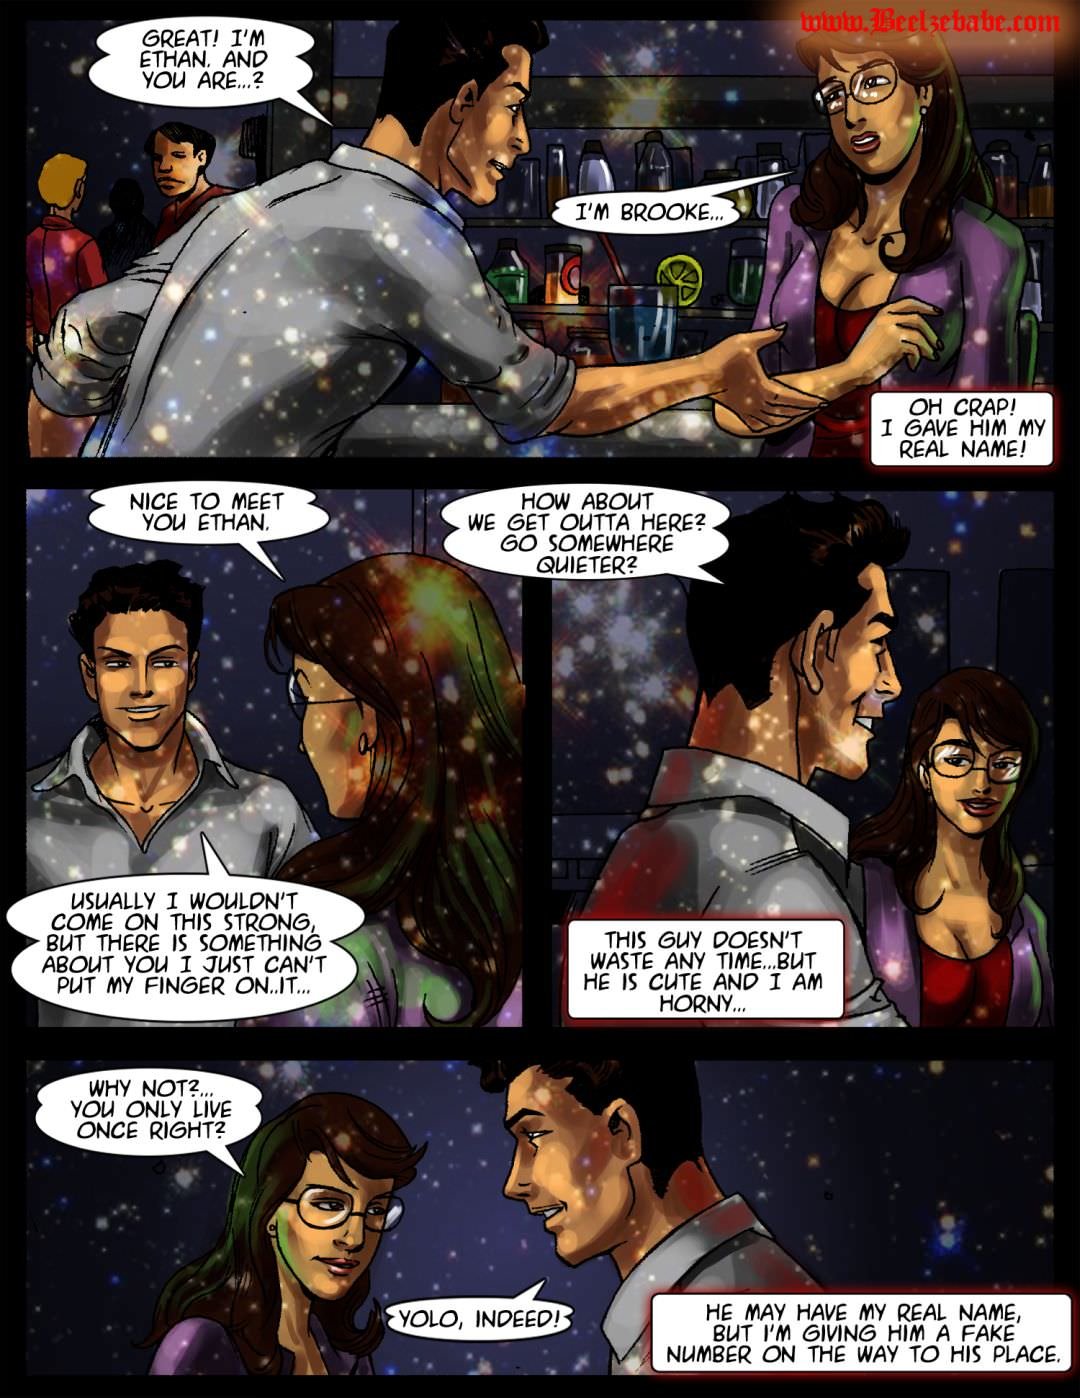 www.Beelzebabe.com
GREAT! I'M
ETHAN. AND
YOU ARE...?
I'M BROOKE...
OH CRAP!
I GAVE HIM MY
REAL NAME!
NICE TO MEET
YOU ETHAN.
USUALLY I WOULDN'T
COME ON THIS STRONG,
BUT THERE IS SOMETHING
ABOUT YOU I JUST CAN'T
PUT MY FINGER ON..IT...
HOW ABOUT
WE GET OUTTA HERE?
GO SOMEWHERE
QUIETER?
THIS GUY DOESN'T
WASTE ANY TIME...BUT
HE IS CUTE AND I AM
HORNY...
WHY NOT?...
YOU ONLY LIVE
ONCE RIGHT?
YOLO, INDEED!
HE MAY HAVE MY REAL NAME,
BUT I'M GIVING HIM A FAKE
NUMBER ON THE WAY TO HIS PLACE.